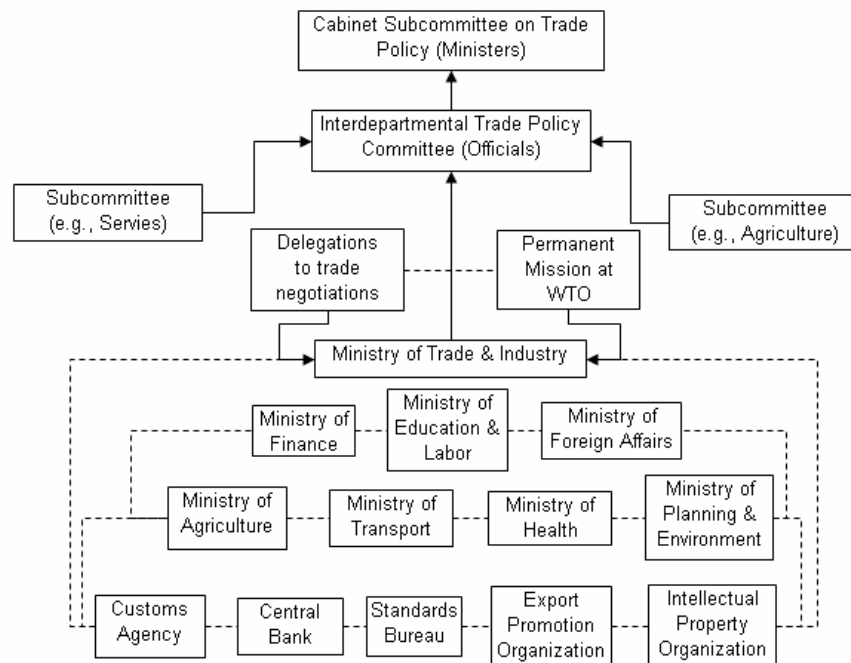 Cabinet Subcommittee on Trade
Policy (Ministers)
Interdepartmental Trade Policy
Committee (Officials)
Subcommittee
(e.g., Servies)
Subcommittee
(e.g., Agriculture)
Delegations
to trade
negotiations
Permanent
Mission at
WTO
Ministry of Trade & Industry
Ministry of
Finance
Ministry of
Education &
Labor
Ministry of
Foreign Affairs
Ministry of
Agriculture
Ministry of
Transport
Ministry of
Health
Ministry of
Planning &
Environment
Customs
Agency
Central
Bank
Standards
Bureau
Export
Promotion
Organization
Intellectual
Property
Organization